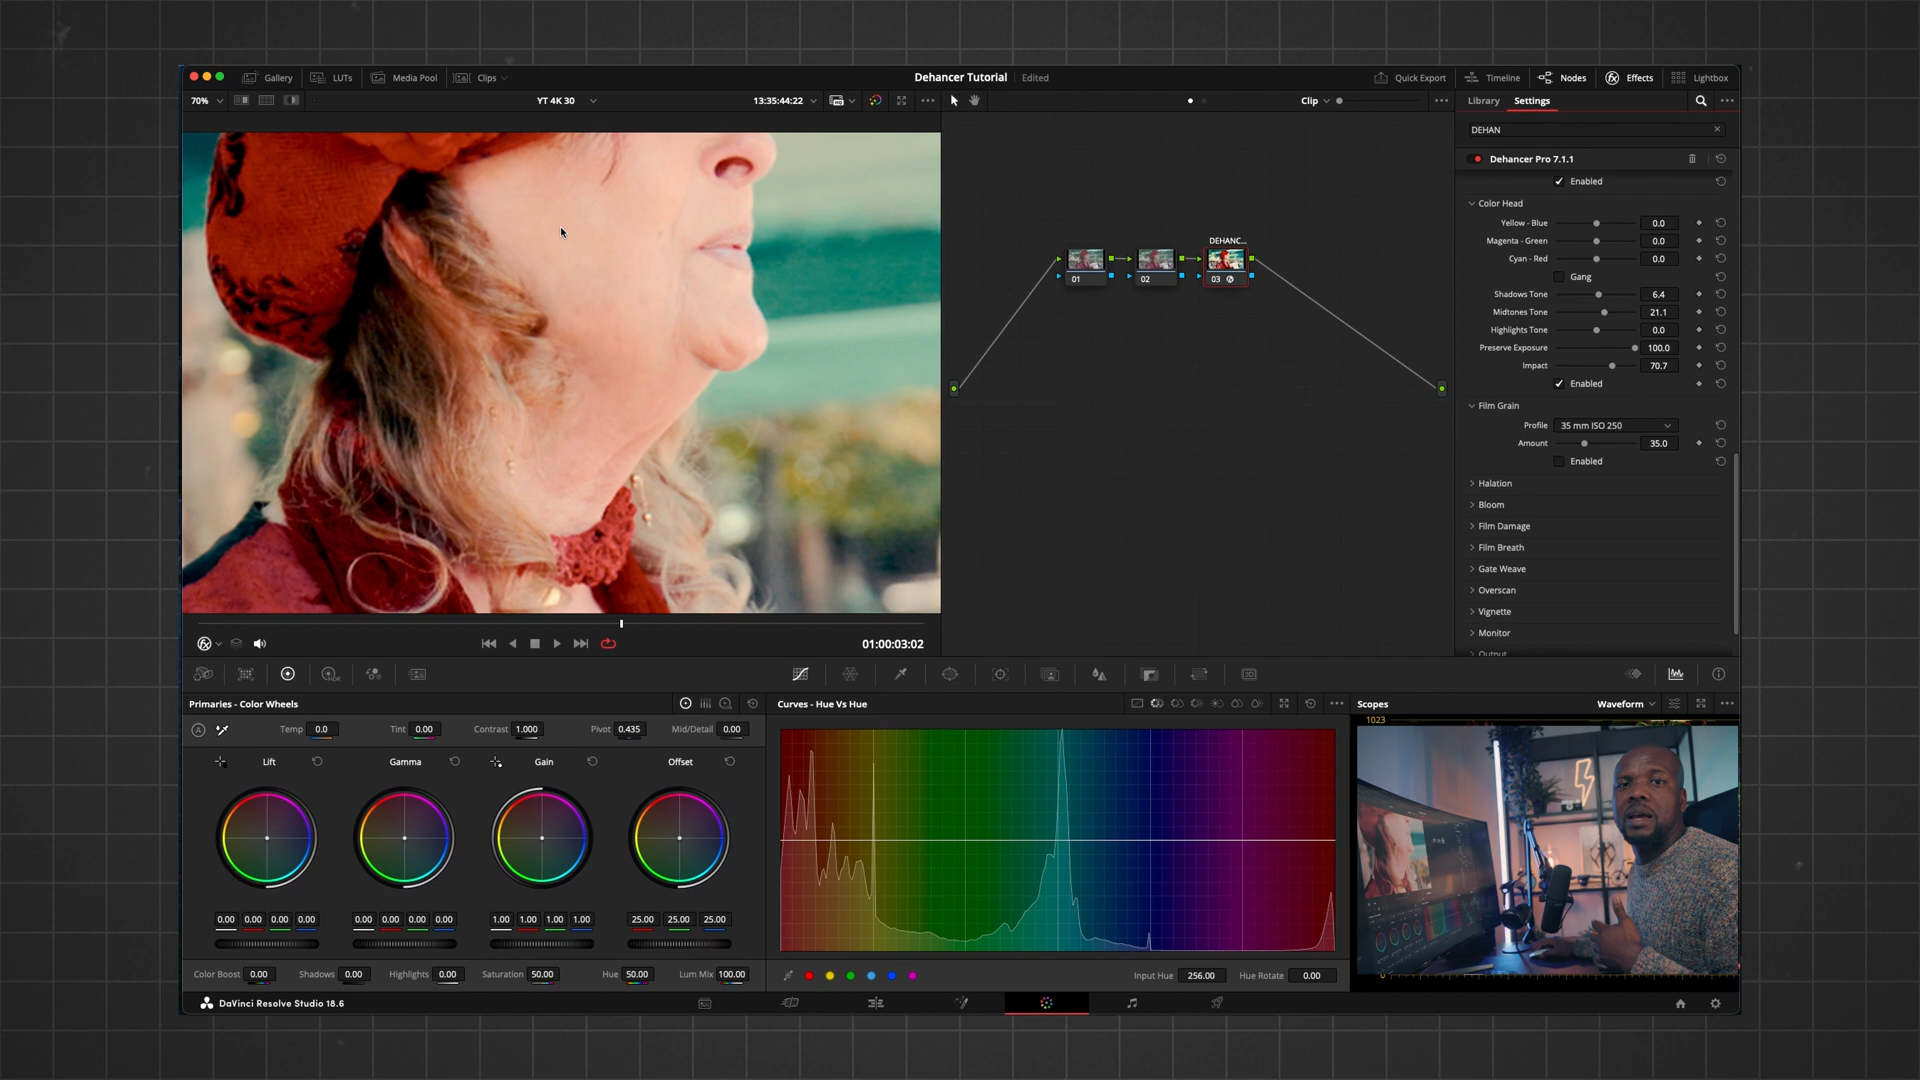 Gallery LUTs Media Pool Clips Dehancer Tutorial Edited Quick Export Timeline Nodes Effects Lightbox
70% YT 4K 30 13:35:44:22 Clip Library Settings
DEHAN
Dehancer Pro 7.1.1
Enabled
Color Head
Yellow - Blue 0.0
Magenta - Green 0.0
Cyan - Red 0.0
Gang
Shadows Tone 6.4
Midtones Tone 21.1
Highlights Tone 0.0
Preserve Exposure 100.0
Impact 70.7
Enabled
Film Grain
Profile 35 mm ISO 250
Amount 35.0
Enabled
Halation
Bloom
Film Damage
Film Breath
Gate Weave
Overscan
Vignette
Monitor
Output
DEHANC...
01 02 03
01:00:03:02
Primaries - Color Wheels
Temp 0.0 Tint 0.00 Contrast 1.000 Pivot 0.435 Mid/Detail 0.00
Lift Gamma Gain Offset
0.00 0.00 0.00 0.00 0.00 0.00 0.00 0.00 1.00 1.00 1.00 1.00 25.00 25.00 25.00
Color Boost 0.00 Shadows 0.00 Highlights 0.00 Saturation 50.00 Hue 50.00 Lum Mix 100.00
Curves - Hue Vs Hue
Input Hue 256.00 Hue Rotate 0.00
Scopes Waveform
1023
0
DaVinci Resolve Studio 18.6